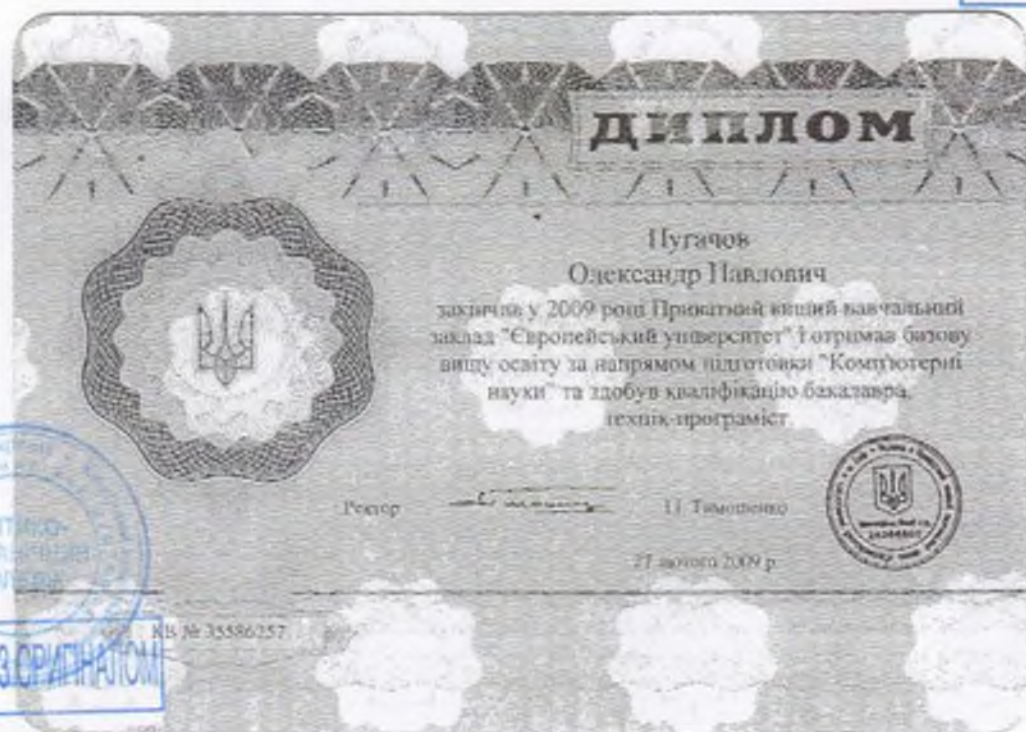 ДИПЛОМ
Пугачов
Олександр Павлович
закінчив у 2009 році Приватний вищий навчальний
заклад "Європейський університет" і отримав базову
вищу освіту за напрямом підготовки "Комп'ютерні
науки" та здобув кваліфікацію бакалавра,
технік-програміст
Ректор І.І. Тимошенко
27 лютого 2009 р.
КВ № 35586257
З ОРИГІНАЛОМ